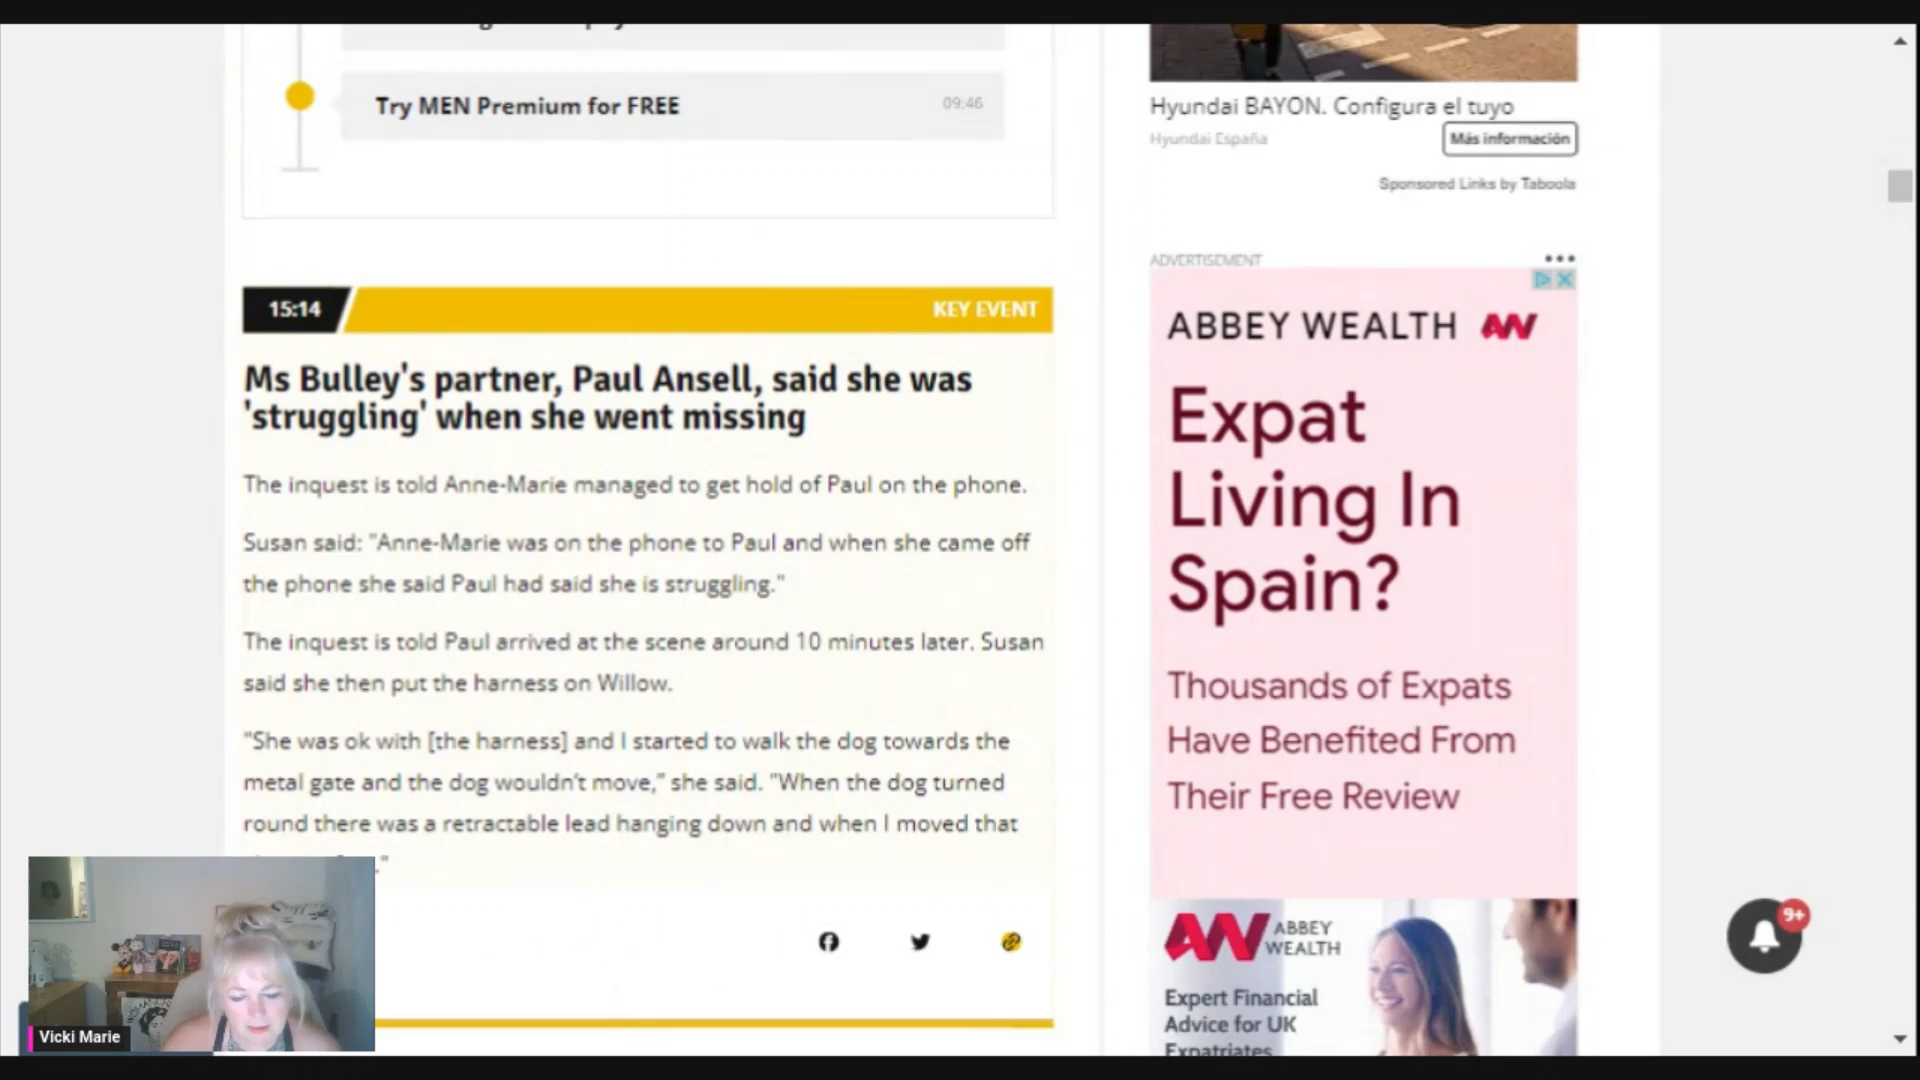 Try MEN Premium for FREE
09:46
15:14
KEY EVENT
Ms Bulley's partner, Paul Ansell, said she was
'struggling' when she went missing
The inquest is told Anne-Marie managed to get hold of Paul on the phone.
Susan said: "Anne-Marie was on the phone to Paul and when she came off
the phone she said Paul had said she is struggling."
The inquest is told Paul arrived at the scene around 10 minutes later. Susan
said she then put the harness on Willow.
"She was ok with [the harness] and I started to walk the dog towards the
metal gate and the dog wouldn't move," she said. "When the dog turned
round there was a retractable lead hanging down and when I moved that
Vicki Marie
Hyundai BAYON. Configura el tuyo
Hyundai España
Más información
Sponsored Links by Taboola
ADVERTISEMENT
ABBEY WEALTH AW
Expat
Living In
Spain?
Thousands of Expats
Have Benefited From
Their Free Review
AW ABBEY
WEALTH
Expert Financial
Advice for UK
Expatriates
9+